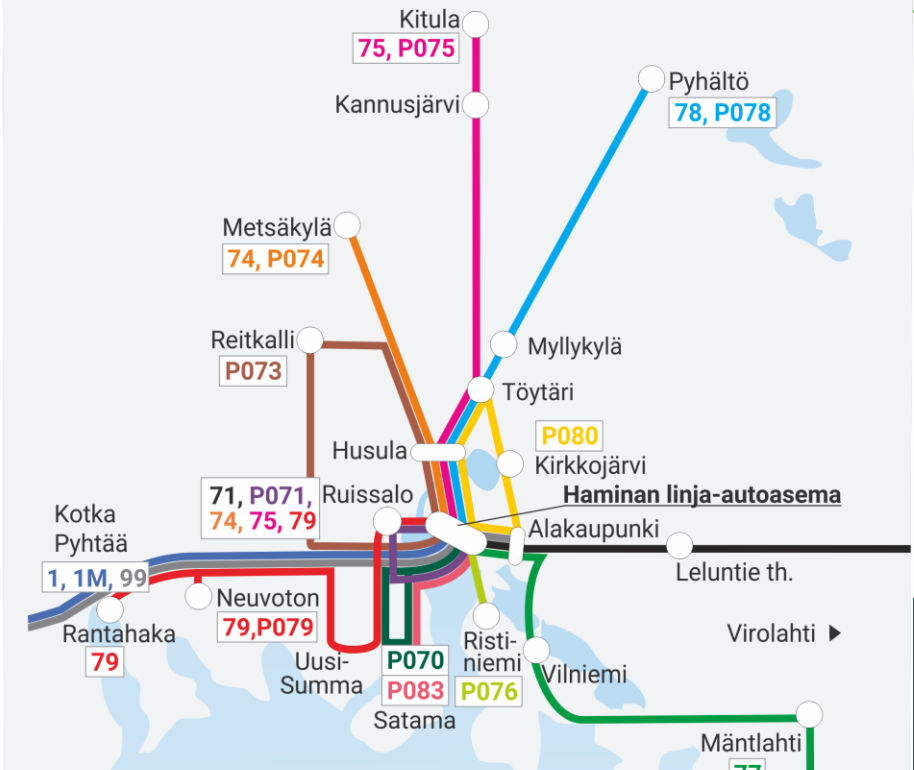 Kitula
75, P075
Pyhältö
78, P078
Kannusjärvi
Metsäkylä
74, P074
Reitkalli
P073
Myllykylä
Töytäri
P080
Husula
Kirkkojärvi
71, P071,
74, 75, 79
Ruissalo
Haminan linja-autoasema
Kotka
Pyhtää
1, 1M, 99
Alakaupunki
Leluntie th.
Rantahaka
79
Neuvoton
79,P079
Uusi-
Summa
P070
P083
Satama
Risti-
niemi
P076
Virolahti
Vilniemi
Mäntlahti
77